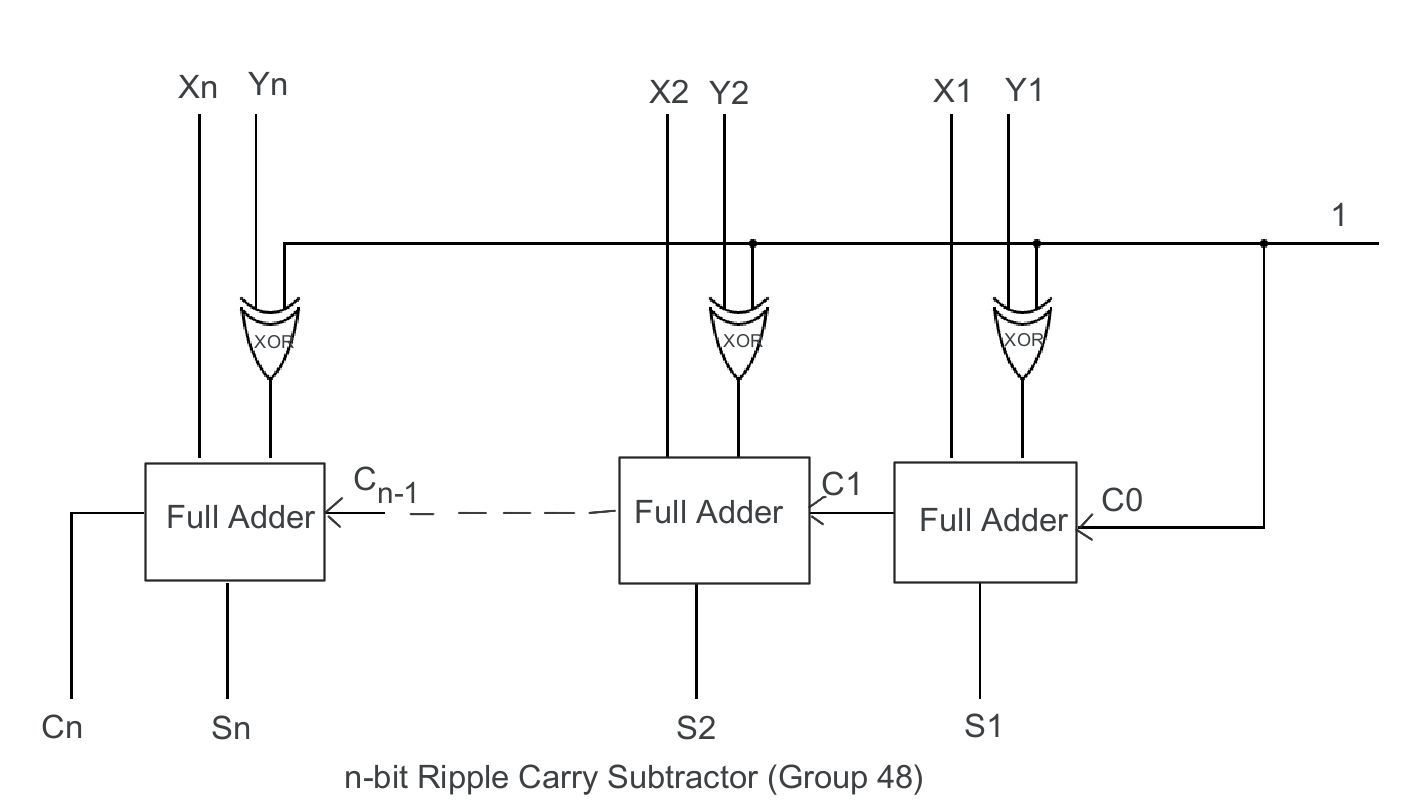 Xn Yn X2 Y2 X1 Y1
1
XOR XOR XOR
Cn-1 C1 C0
Full Adder Full Adder Full Adder
Cn Sn S2 S1
n-bit Ripple Carry Subtractor (Group 48)